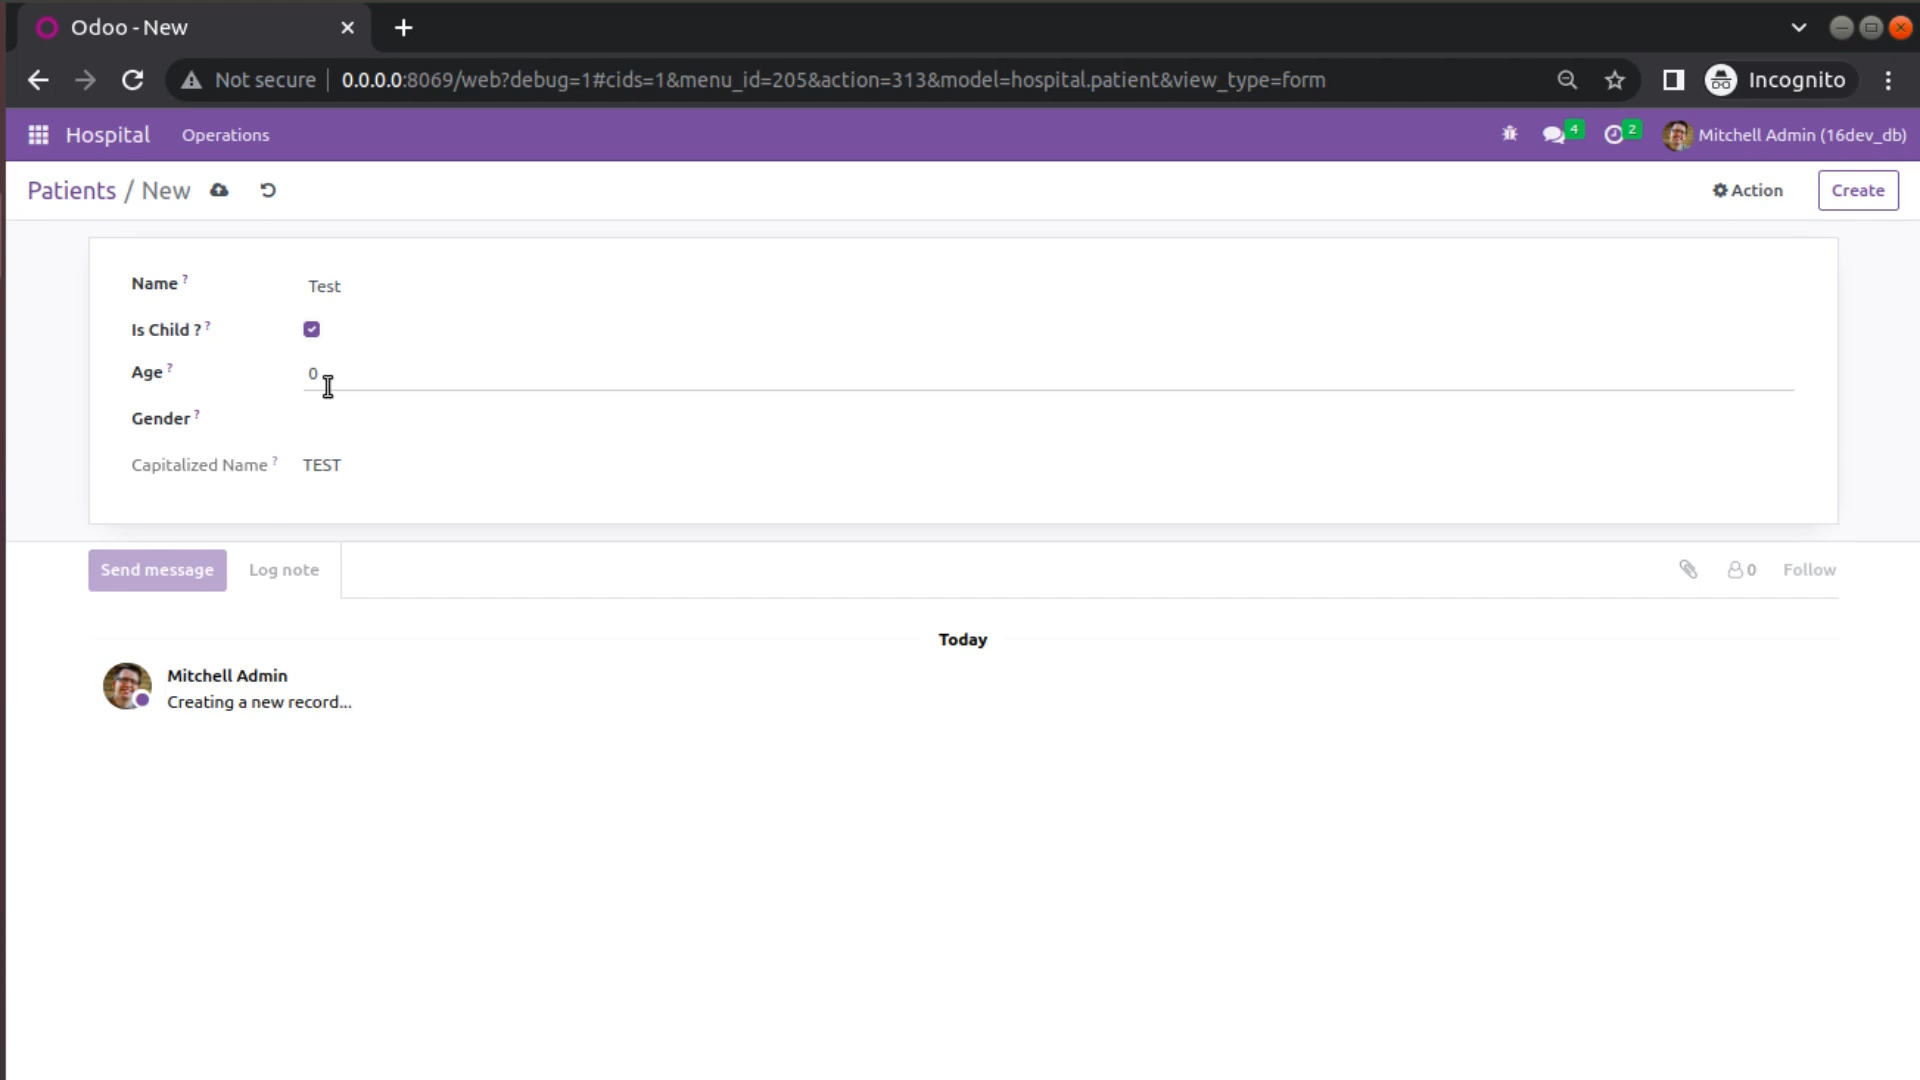 Odoo - New
Not secure 0.0.0.0:8069/web?debug=1#cids=1&menu_id=205&action=313&model=hospital.patient&view_type=form Incognito
Hospital Operations 4 2 Mitchell Admin (16dev_db)
Patients / New Action Create
Name ? Test
Is Child ? ?
Age ? 0
Gender ?
Capitalized Name ? TEST
Send message Log note 0 Follow
Today
Mitchell Admin
Creating a new record...